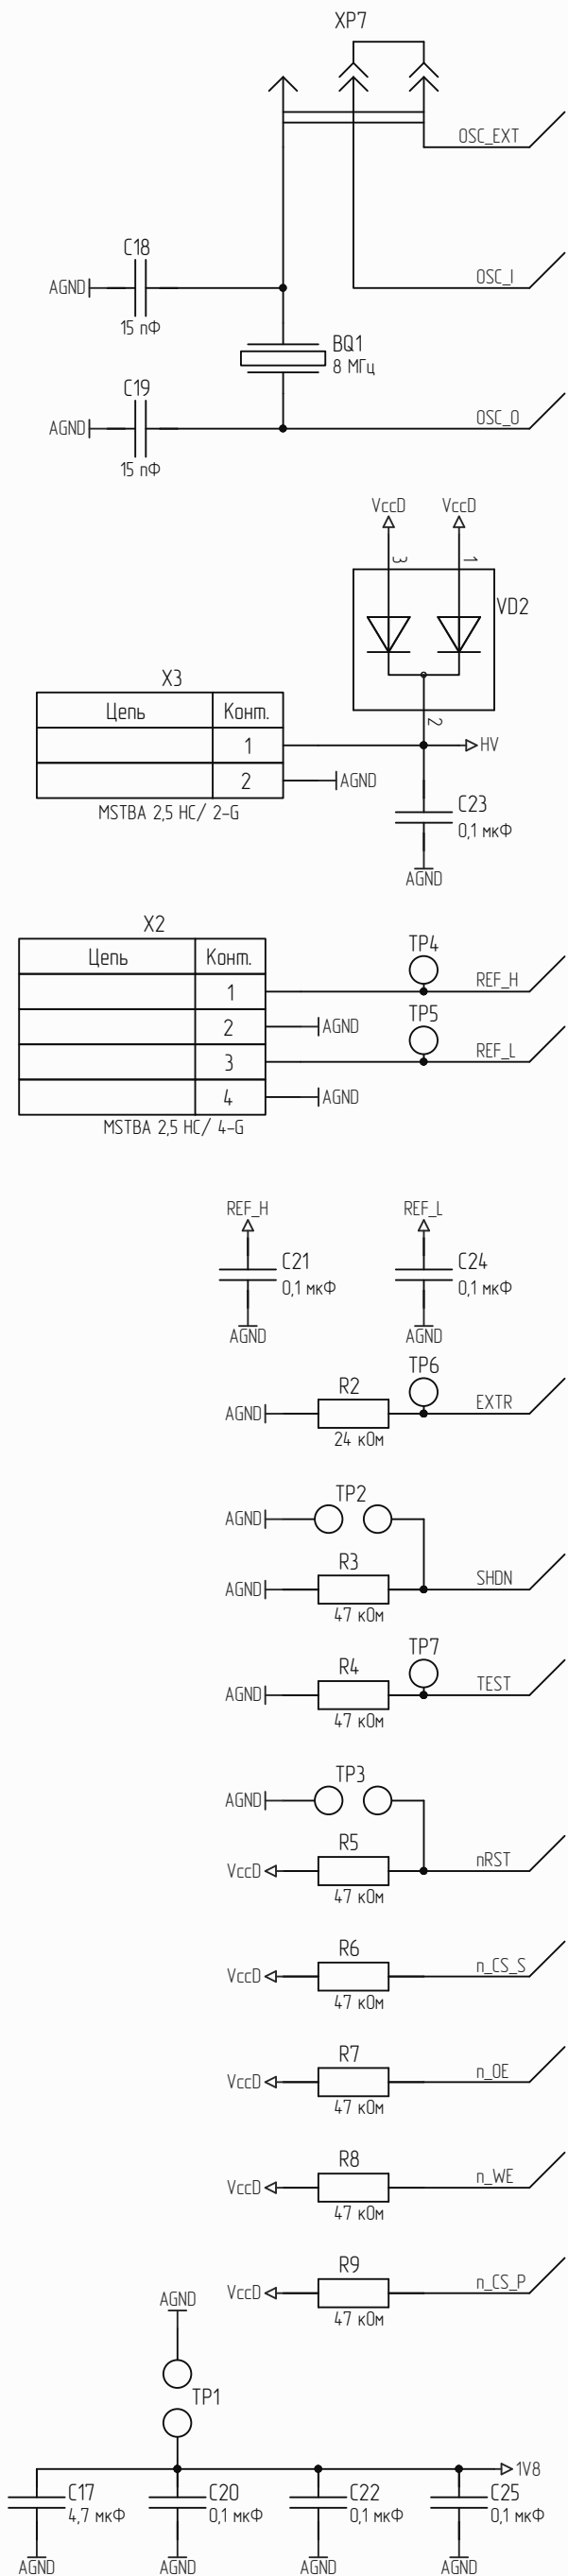 XP7
OSC_EXT
C18
AGND
OSC_I
15 пФ
BQ1
8 МГц
C19
AGND
OSC_O
15 пФ
VccD VccD
3 1
VD2
X3
Цепь Конт.
2
1
HV
2
AGND
MSTBA 2,5 HC/ 2-G
C23
0,1 мкФ
AGND
X2
TP4
Цепь Конт.
REF_H
1
TP5
2
AGND
REF_L
3
4
AGND
MSTBA 2,5 HC/ 4-G
REF_H REF_L
C21 C24
0,1 мкФ 0,1 мкФ
AGND AGND
TP6
R2
AGND
EXTR
24 кОм
TP2
AGND
R3
SHDN
AGND
47 кОм
TP7
R4
TEST
AGND
47 кОм
TP3
AGND
R5
nRST
VccD
47 кОм
R6
n_CS_S
VccD
47 кОм
R7
n_OE
VccD
47 кОм
R8
n_WE
VccD
47 кОм
R9
n_CS_P
VccD
47 кОм
AGND
TP1
1V8
C17 C20 C22 C25
4,7 мкФ 0,1 мкФ 0,1 мкФ 0,1 мкФ
AGND AGND AGND AGND